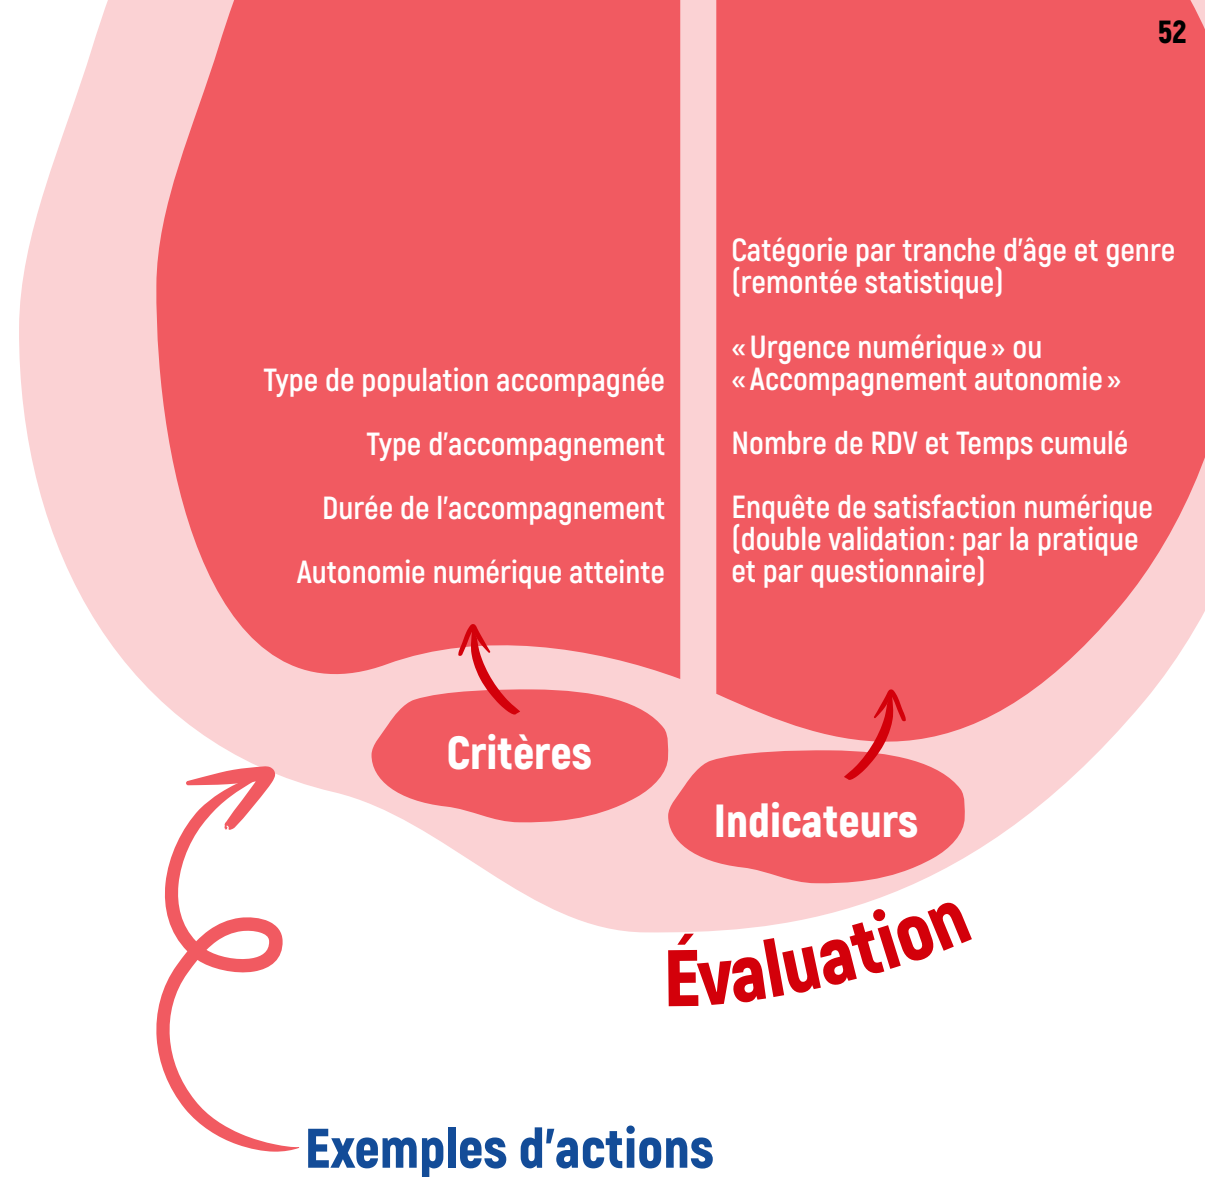 52
Type de population accompagnée
Type d'accompagnement
Durée de l'accompagnement
Autonomie numérique atteinte
Catégorie par tranche d'âge et genre
(remontée statistique)
« Urgence numérique » ou
« Accompagnement autonomie »
Nombre de RDV et Temps cumulé
Enquête de satisfaction numérique
(double validation : par la pratique
et par questionnaire)
Critères
Indicateurs
Évaluation
Exemples d'actions